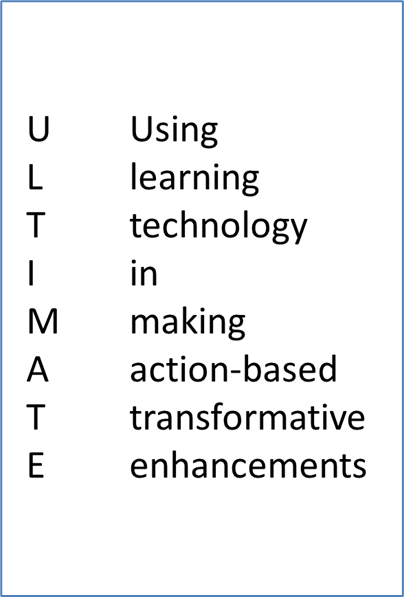 U Using
L learning
T technology
I in
M making
A action-based
T transformative
E enhancements